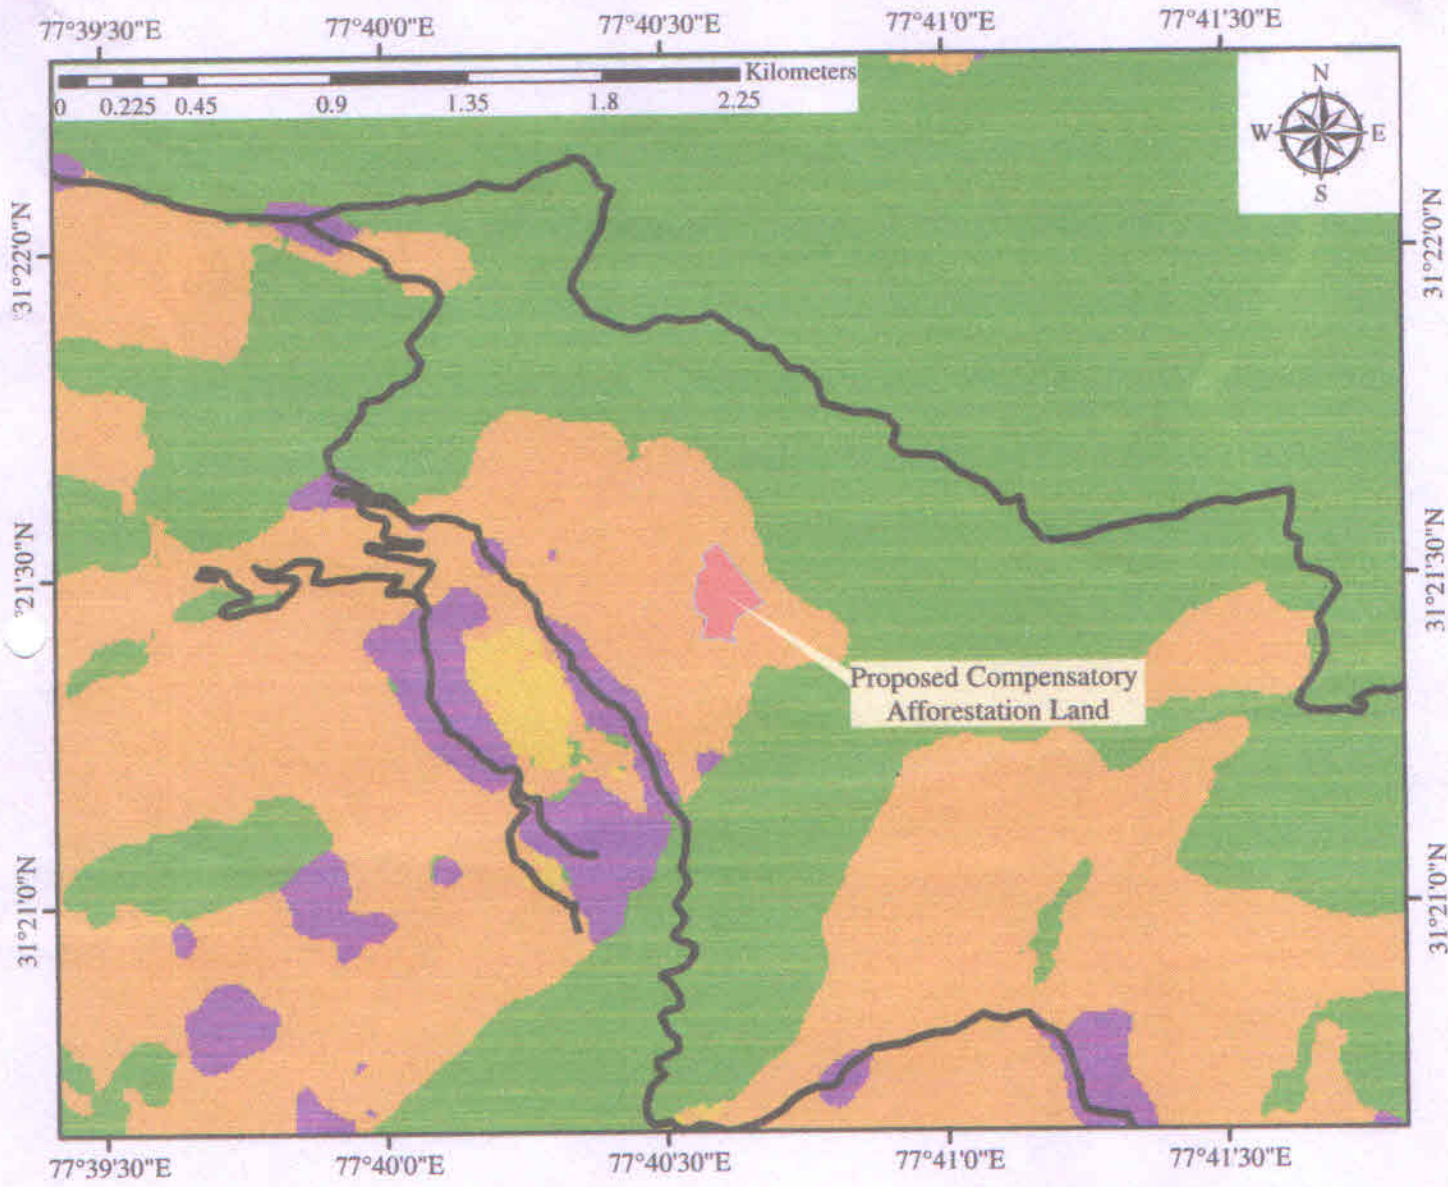 77°39'30"E 77°40'0"E 77°40'30"E 77°41'0"E 77°41'30"E
Kilometers
0 0.225 0.45 0.9 1.35 1.8 2.25
N
W E
S
31°22'0"N 31°22'0"N
°21'30"N 31°21'30"N
Proposed Compensatory
Afforestation Land
31°21'0"N 31°21'0"N
77°39'30"E 77°40'0"E 77°40'30"E 77°41'0"E 77°41'30"E